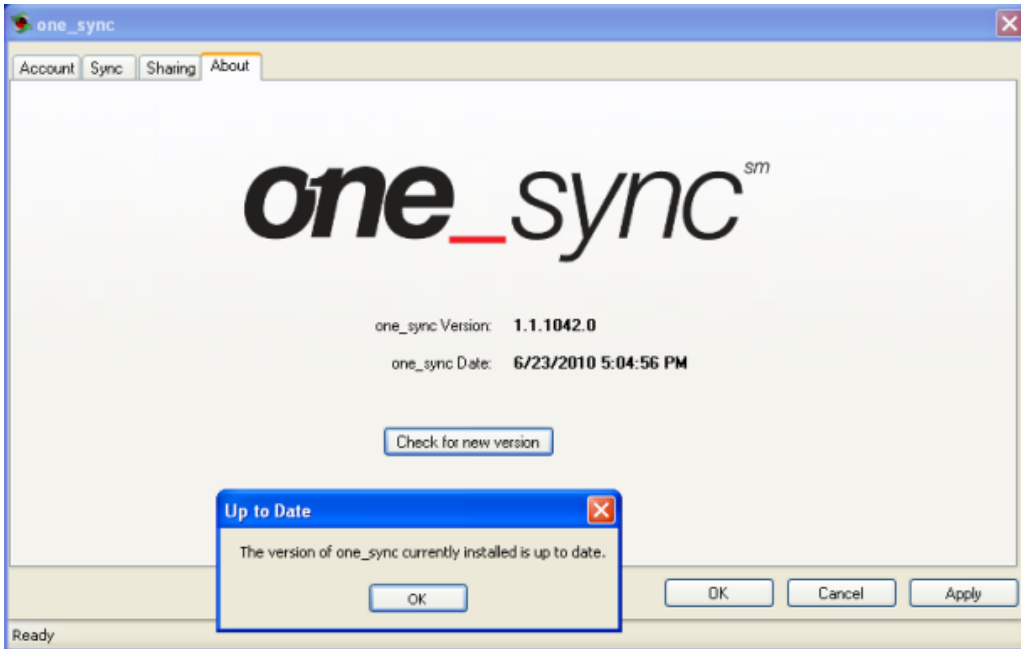 one_sync
Account Sync Sharing About
one_sync sm
one_sync Version: 1.1.1042.0
one_sync Date: 6/23/2010 5:04:56 PM
Check for new version
Up to Date
The version of one_sync currently installed is up to date.
OK
OK Cancel Apply
Ready